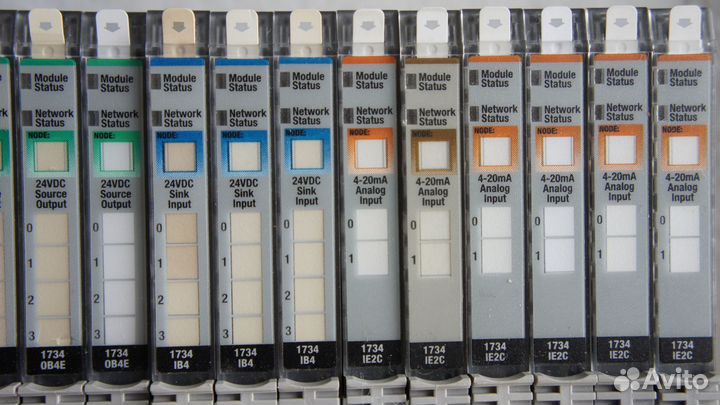 Module
Status
Network
Status
NODE:
24VDC
Source
Output
0
1
2
3
1734
OB4E
Module
Status
Network
Status
NODE:
24VDC
Source
Output
0
1
2
3
1734
OB4E
Module
Status
Network
Status
NODE:
24VDC
Sink
Input
0
1
2
3
1734
IB4
Module
Status
Network
Status
NODE:
24VDC
Sink
Input
0
1
2
3
1734
IB4
Module
Status
Network
Status
NODE:
24VDC
Sink
Input
0
1
2
3
1734
IB4
Module
Status
Network
Status
NODE:
4-20mA
Analog
Input
0
1
1734
IE2C
Module
Status
Network
Status
NODE:
4-20mA
Analog
Input
0
1
1734
IE2C
Module
Status
Network
Status
NODE:
4-20mA
Analog
Input
0
1
1734
IE2C
Module
Status
Network
Status
NODE:
4-20mA
Analog
Input
0
1
1734
IE2C
Module
Status
Network
Status
NODE:
4-20mA
Analog
Input
0
1
1734
IE2C
Module
Status
Network
Status
NODE:
4-20mA
Analog
Input
0
1
1734
IE2C
Avito